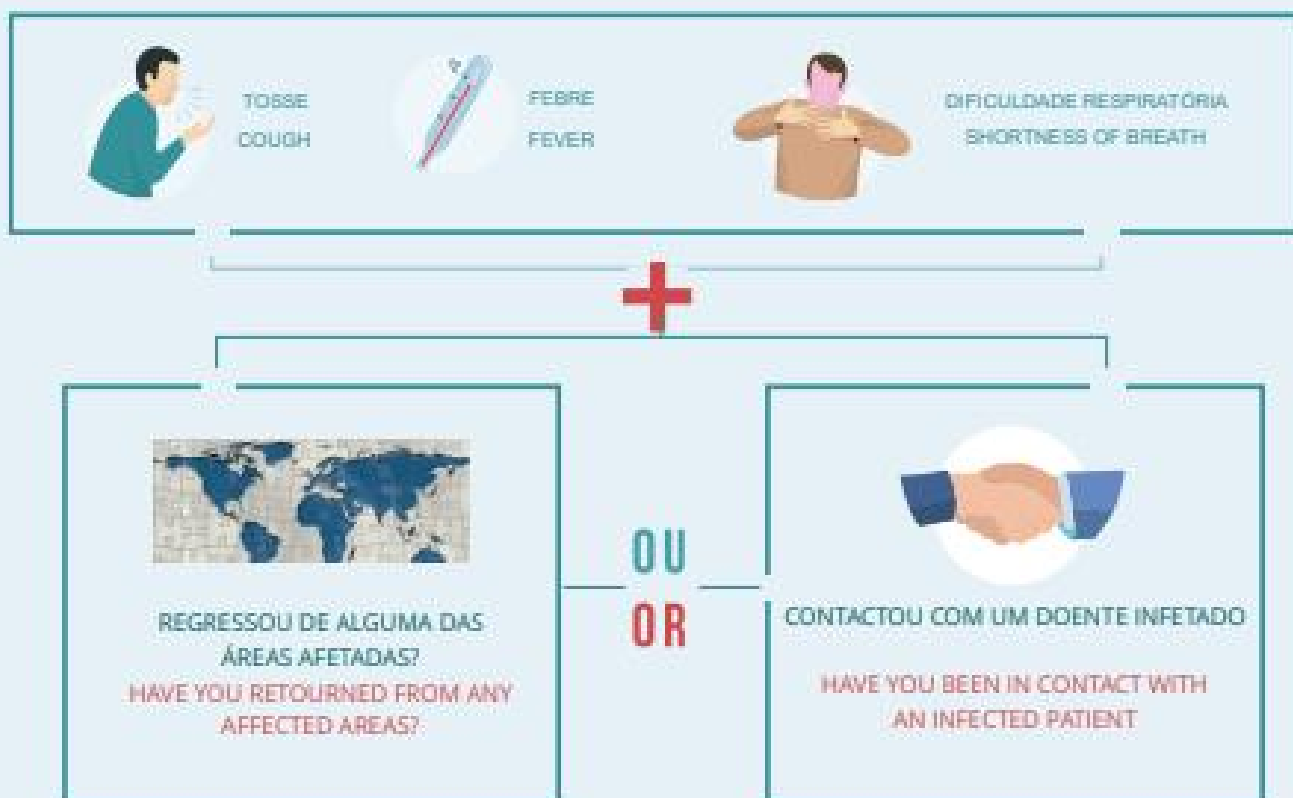 TOSSE
COUGH
FEBRE
FEVER
DIFICULDADE RESPIRATÓRIA
SHORTNESS OF BREATH
REGRESSOU DE ALGUMA DAS
ÁREAS AFETADAS?
HAVE YOU RETOURNED FROM ANY
AFFECTED AREAS?
OU
OR
CONTACTOU COM UM DOENTE INFETADO
HAVE YOU BEEN IN CONTACT WITH
AN INFECTED PATIENT